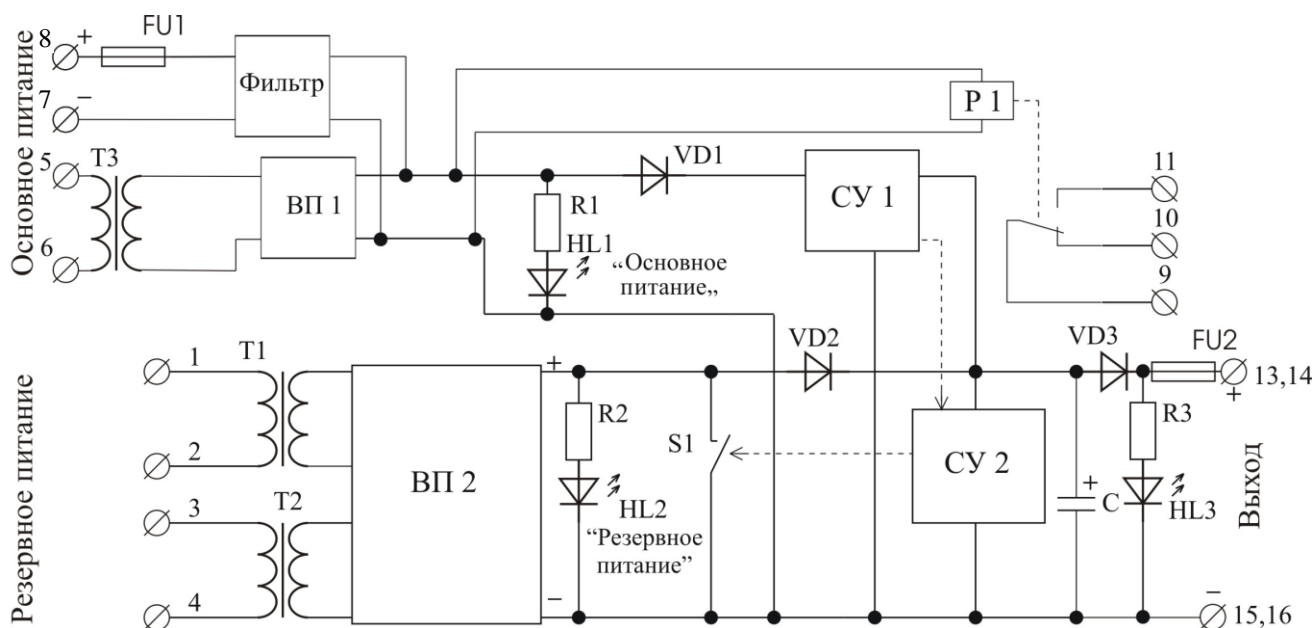 Основное питание
8
+
FU1
Фильтр
7
−
5
T3
6
ВП 1
R1
HL1
“Основное
питание„
VD1
СУ 1
Р 1
11
10
9
Резервное питание
1
T1
2
3
T2
4
ВП 2
+
−
R2
HL2
“Резервное
питание”
S1
VD2
СУ 2
+
C
VD3
FU2
R3
HL3
13,14
+
Выход
−
15,16